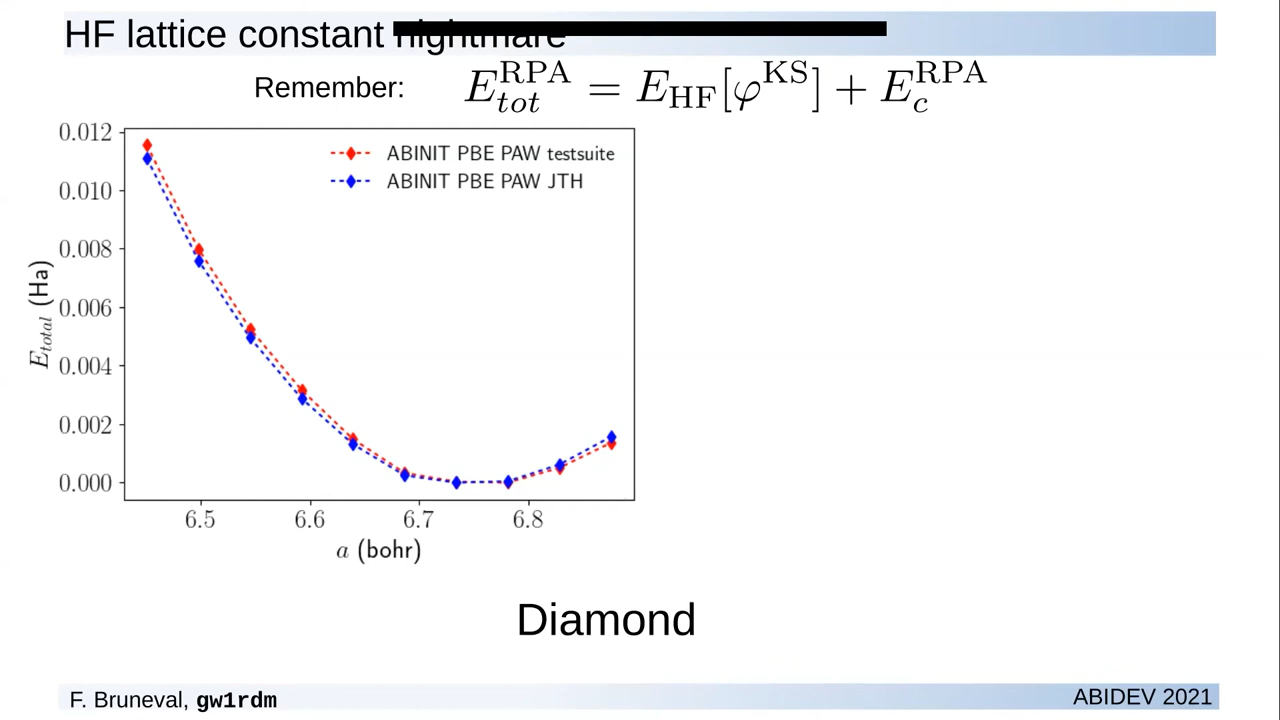 HF lattice constant nightmare
Remember: E_{tot}^{RPA} = E_{HF}[φ^{KS}] + E_c^{RPA}
0.012
0.010
0.008
0.006
0.004
0.002
0.000
E_{total} (Ha)
ABINIT PBE PAW testsuite
ABINIT PBE PAW JTH
6.5 6.6 6.7 6.8
a (bohr)
Diamond
F. Bruneval, gw1rdm
ABIDEV 2021